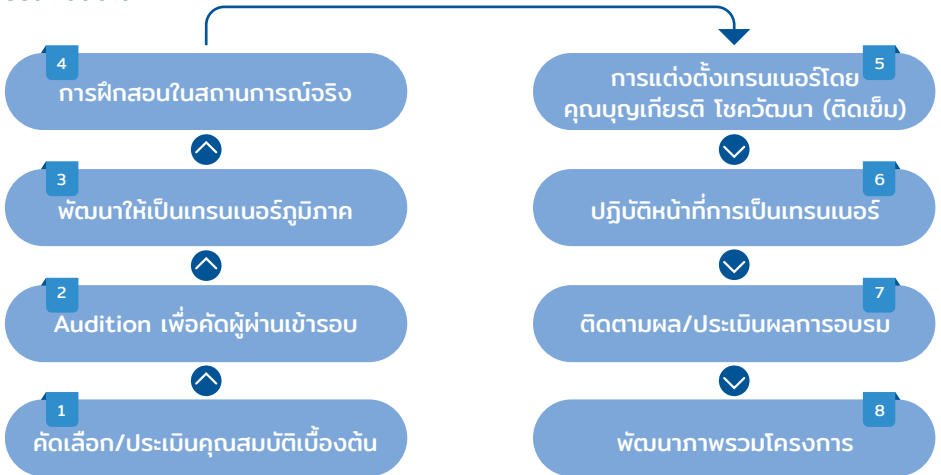 4
การฝึกสอนในสถานการณ์จริง
3
พัฒนาให้เป็นเทรนเนอร์ภูมิภาค
2
Audition เพื่อคัดผู้ผ่านเข้ารอบ
1
คัดเลือก/ประเมินคุณสมบัติเบื้องต้น
5
การแต่งตั้งเทรนเนอร์โดย
คุณบุญเกียรติ โชควัฒนา (ติดเข็ม)
6
ปฏิบัติหน้าที่การเป็นเทรนเนอร์
7
ติดตามผล/ประเมินผลการอบรม
8
พัฒนาภาพรวมโครงการ